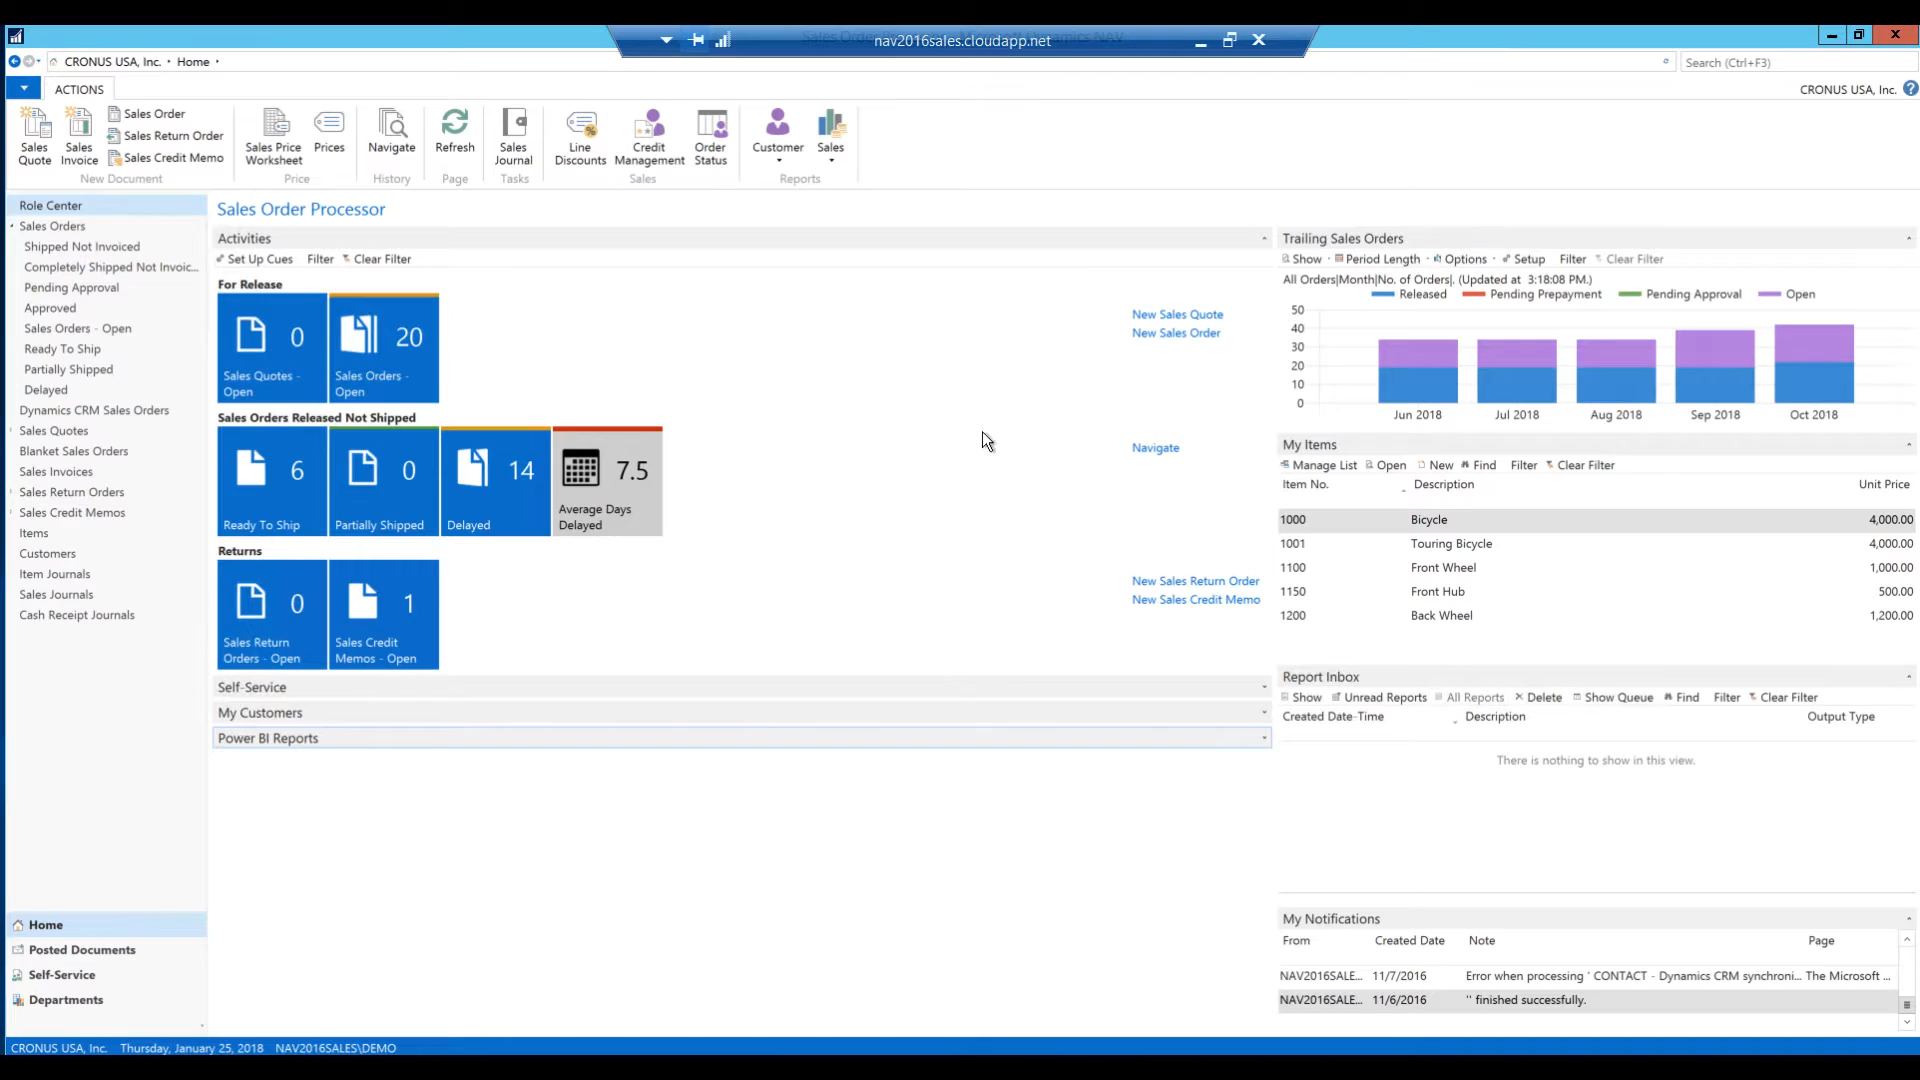 nav2016sales.cloudapp.net
CRONUS USA, Inc. Home
Search (Ctrl+F3)
ACTIONS
CRONUS USA, Inc.
Sales Quote
Sales Invoice
Sales Order
Sales Return Order
Sales Credit Memo
New Document
Sales Price Worksheet
Prices
Price
Navigate
History
Refresh
Page
Sales Journal
Tasks
Line Discounts
Credit Management
Order Status
Sales
Customer
Sales
Reports
Role Center
Sales Orders
Shipped Not Invoiced
Completely Shipped Not Invoic...
Pending Approval
Approved
Sales Orders - Open
Ready To Ship
Partially Shipped
Delayed
Dynamics CRM Sales Orders
Sales Quotes
Blanket Sales Orders
Sales Invoices
Sales Return Orders
Sales Credit Memos
Items
Customers
Item Journals
Sales Journals
Cash Receipt Journals
Home
Posted Documents
Self-Service
Departments
Sales Order Processor
Activities
Set Up Cues Filter Clear Filter
For Release
0
Sales Quotes -
Open
20
Sales Orders -
Open
New Sales Quote
New Sales Order
Sales Orders Released Not Shipped
6
Ready To Ship
0
Partially Shipped
14
Delayed
7.5
Average Days
Delayed
Navigate
Returns
0
Sales Return
Orders - Open
1
Sales Credit
Memos - Open
New Sales Return Order
New Sales Credit Memo
Self-Service
My Customers
Power BI Reports
Trailing Sales Orders
Show Period Length Options Setup Filter Clear Filter
All Orders|Month|No. of Orders|. (Updated at 3:18:08 PM.)
Released Pending Prepayment Pending Approval Open
50
40
30
20
10
0
Jun 2018 Jul 2018 Aug 2018 Sep 2018 Oct 2018
My Items
Manage List Open New Find Filter Clear Filter
Item No. Description Unit Price
1000 Bicycle 4,000.00
1001 Touring Bicycle 4,000.00
1100 Front Wheel 1,000.00
1150 Front Hub 500.00
1200 Back Wheel 1,200.00
Report Inbox
Show Unread Reports All Reports Delete Show Queue Find Filter Clear Filter
Created Date-Time Description Output Type
There is nothing to show in this view.
My Notifications
From Created Date Note Page
NAV2016SALE... 11/7/2016 Error when processing ' CONTACT - Dynamics CRM synchroni... The Microsoft ...
NAV2016SALE... 11/6/2016 '' finished successfully.
CRONUS USA, Inc. Thursday, January 25, 2018 NAV2016SALES\DEMO